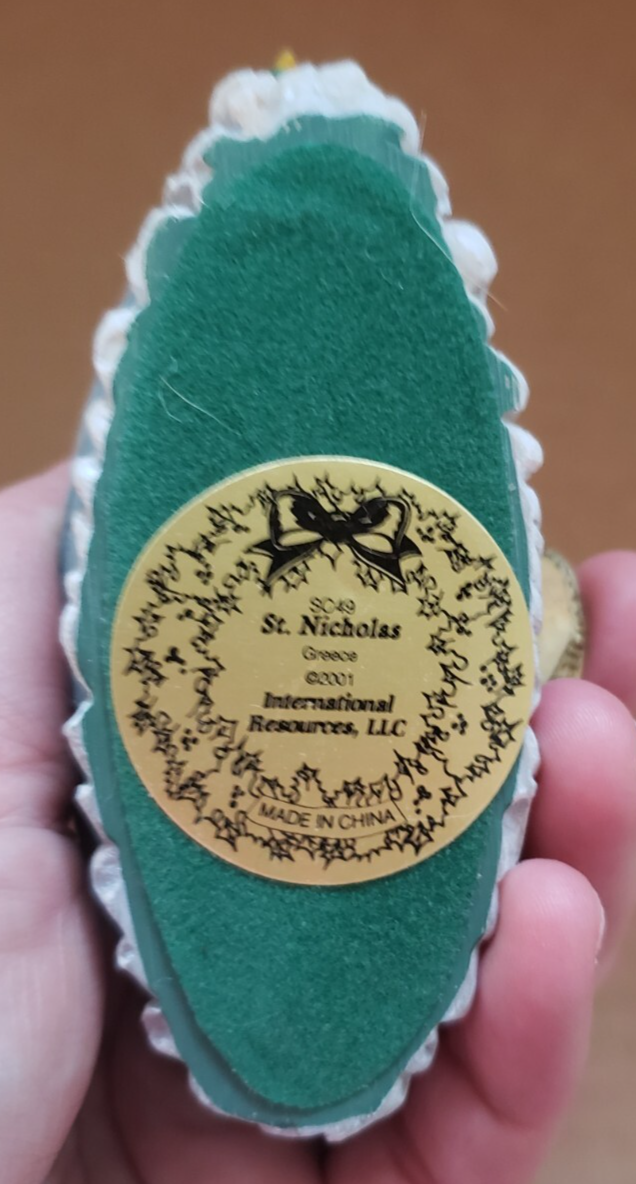 SC49
St. Nicholas
Greece
©2001
International
Resources, LLC
MADE IN CHINA